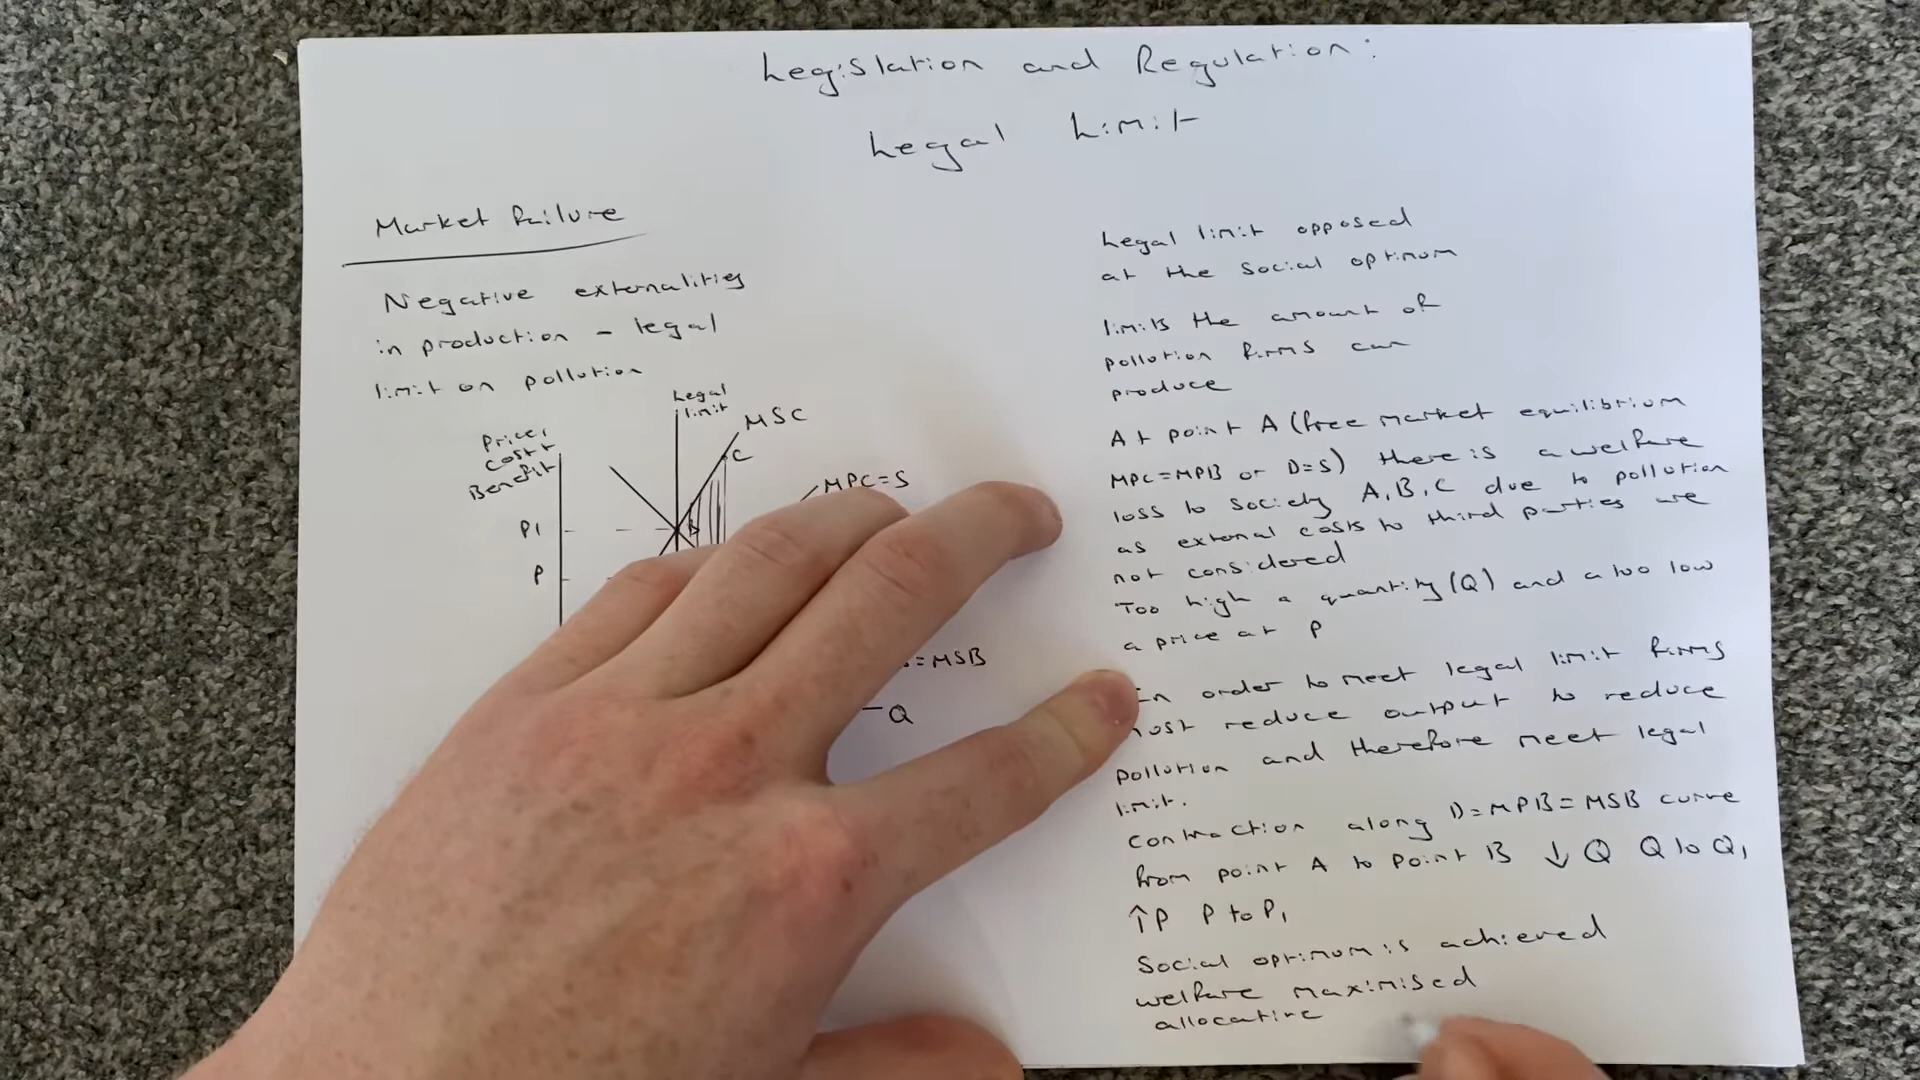 Legislation and Regulation:
Legal Limit
Market Failure
Negative externalities
in production - legal
limit on pollution
Legal
limit
MSC
C
Price,
Cost +
Benefit
MPC=S
P1
B
P
=MSB
Q
Legal limit opposed
at the social optimum
limits the amount of
pollution firms can
produce
At point A (free market equilibrium
MPC=MPB or D=S) there is a welfare
loss to society A,B,C due to pollution
as external costs to third parties are
not considered
Too high a quantity (Q) and a too low
a price at P
In order to meet legal limit firms
must reduce output to reduce
pollution and therefore meet legal
limit.
Contraction along D=MPB=MSB curve
from point A to point B ↓ Q Q to Q1
↑P P to P1
Social optimum is achieved
welfare maximised
allocative